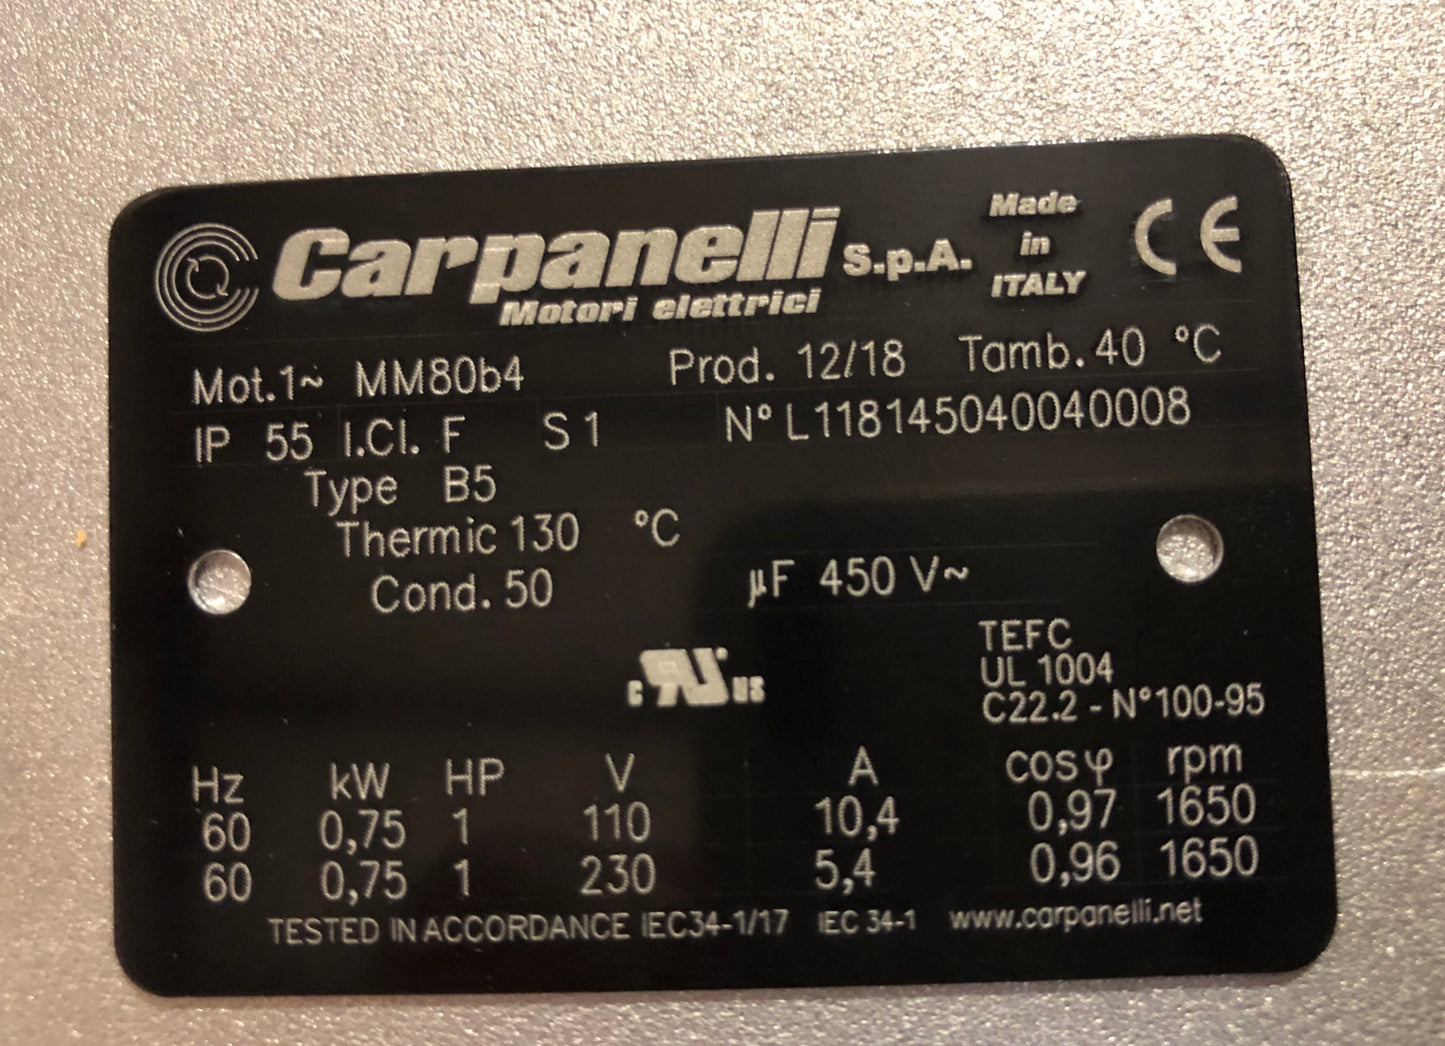 Carpanelli S.p.A. Made in ITALY CE
Motori elettrici
Mot.1~ MM80b4 Prod. 12/18 Tamb. 40 °C
IP 55 I.Cl. F S1 N° L118145040040008
Type B5
Thermic 130 °C
Cond. 50 µF 450 V~
c RU US
TEFC
UL 1004
C22.2 - N°100-95
Hz kW HP V A cosφ rpm
60 0,75 1 110 10,4 0,97 1650
60 0,75 1 230 5,4 0,96 1650
TESTED IN ACCORDANCE IEC34-1/17 IEC 34-1 www.carpanelli.net